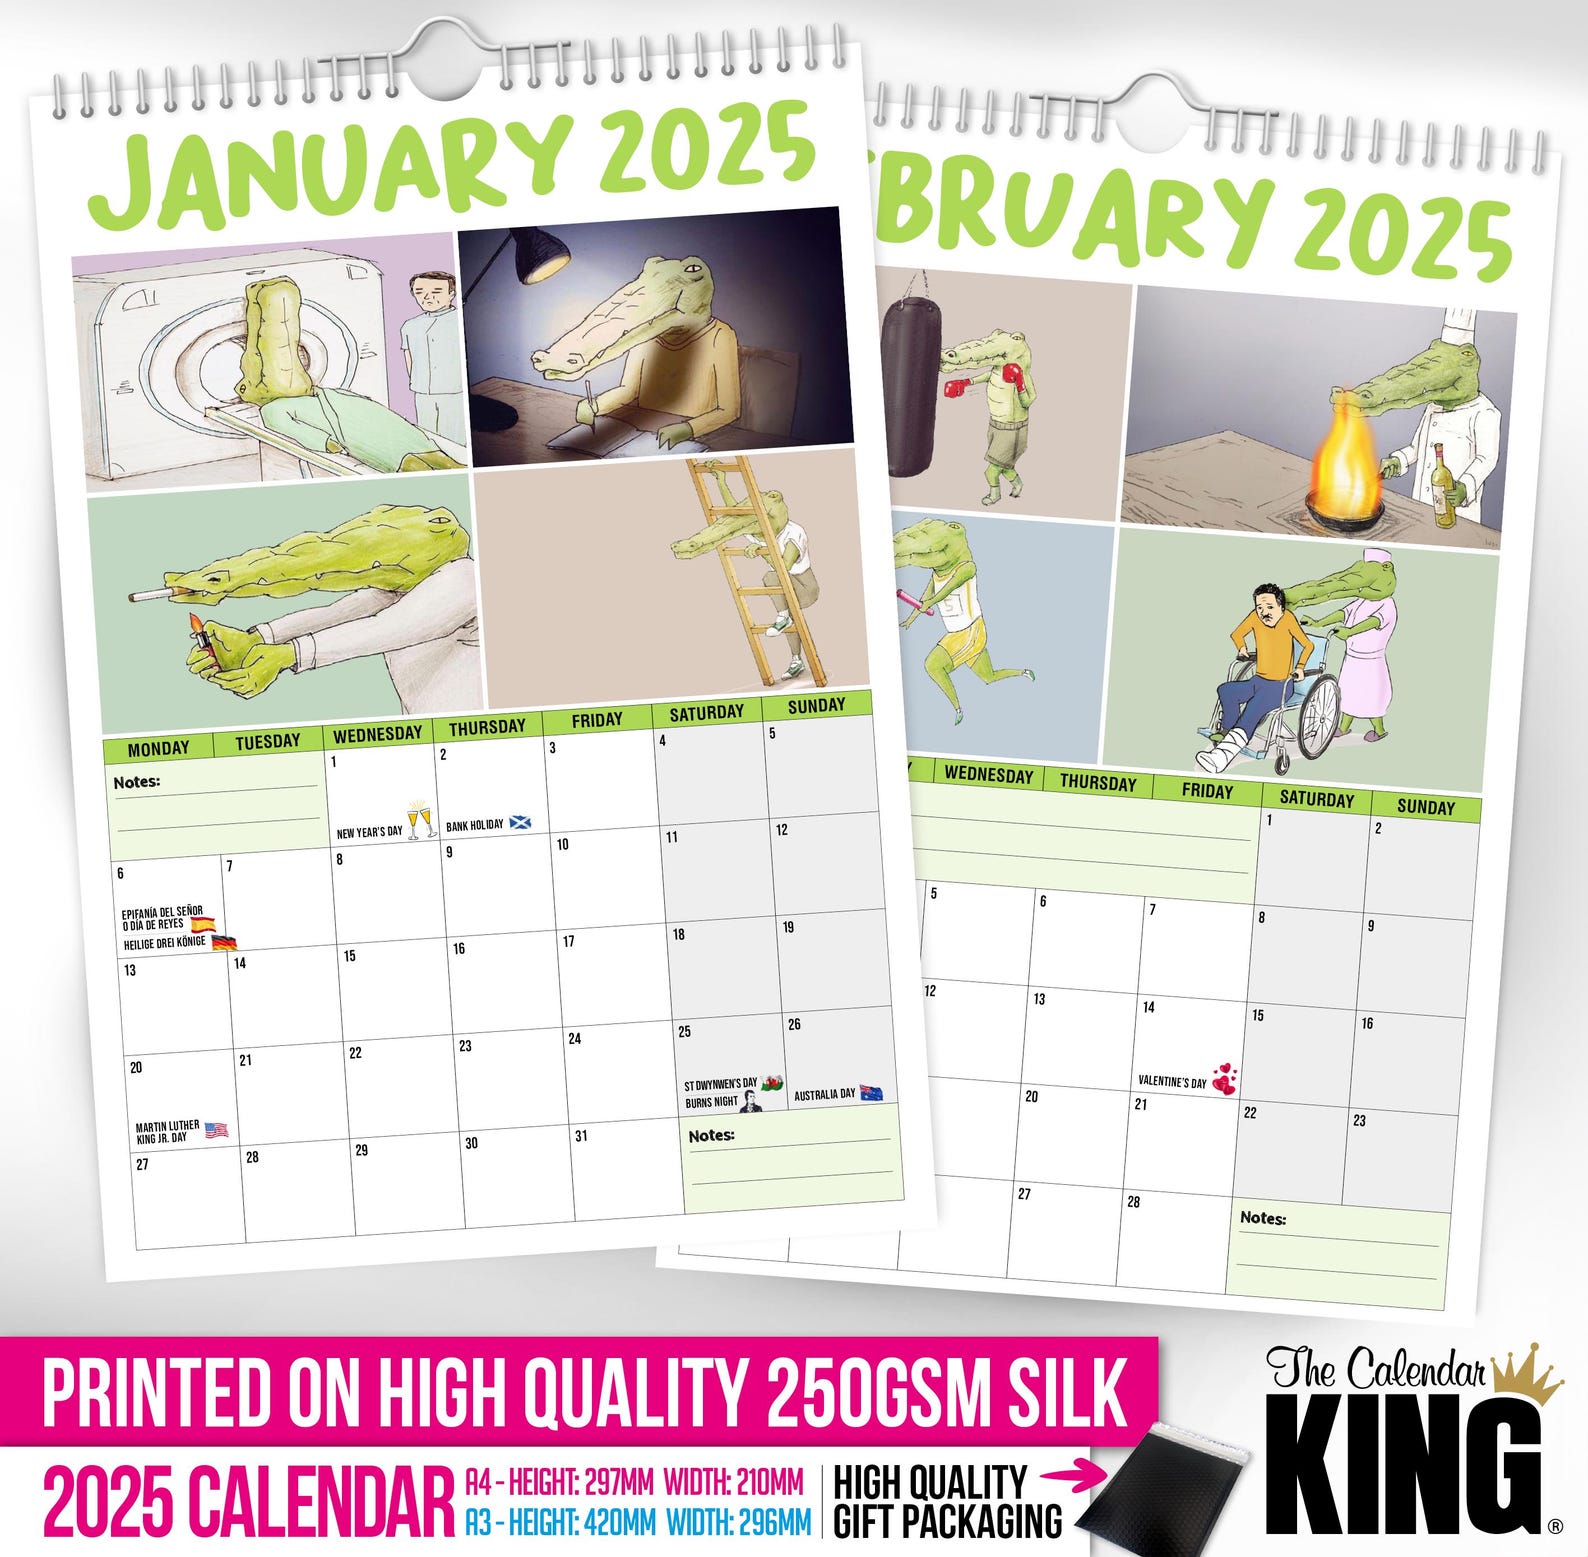 JANUARY 2025
MONDAY TUESDAY WEDNESDAY THURSDAY FRIDAY SATURDAY SUNDAY
Notes:
1 2 3 4 5
NEW YEAR'S DAY
BANK HOLIDAY
6 7 8 9 10 11 12
EPIFANÍA DEL SEÑOR
O DÍA DE REYES
HEILIGE DREI KÖNIGE
13 14 15 16 17 18 19
20 21 22 23 24 25 26
MARTIN LUTHER
KING JR. DAY
ST DWYNWEN'S DAY
BURNS NIGHT
AUSTRALIA DAY
27 28 29 30 31
Notes:
EBRUARY 2025
5
Y WEDNESDAY THURSDAY FRIDAY SATURDAY SUNDAY
1 2
5 6 7 8 9
12 13 14 15 16
VALENTINE'S DAY
20 21 22 23
27 28
Notes:
PRINTED ON HIGH QUALITY 250GSM SILK
2025 CALENDAR
A4 - HEIGHT: 297MM WIDTH: 210MM
A3 - HEIGHT: 420MM WIDTH: 296MM
HIGH QUALITY
GIFT PACKAGING
The Calendar
KING®